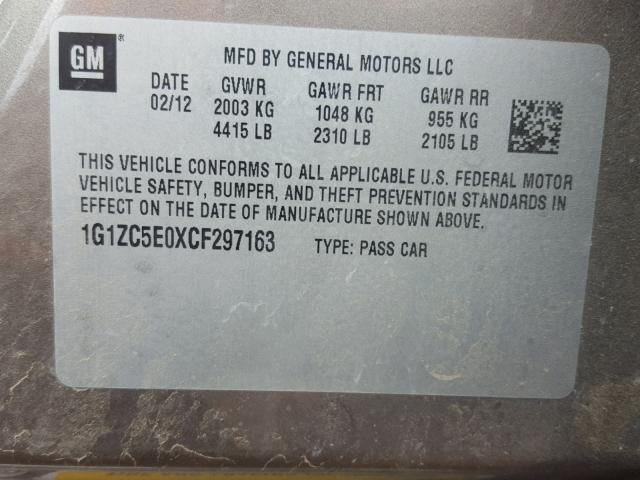 GM
®
MFD BY GENERAL MOTORS LLC
DATE GVWR GAWR FRT GAWR RR
02/12 2003 KG 1048 KG 955 KG
4415 LB 2310 LB 2105 LB
THIS VEHICLE CONFORMS TO ALL APPLICABLE U.S. FEDERAL MOTOR
VEHICLE SAFETY, BUMPER, AND THEFT PREVENTION STANDARDS IN
EFFECT ON THE DATE OF MANUFACTURE SHOWN ABOVE.
1G1ZC5E0XCF297163 TYPE: PASS CAR